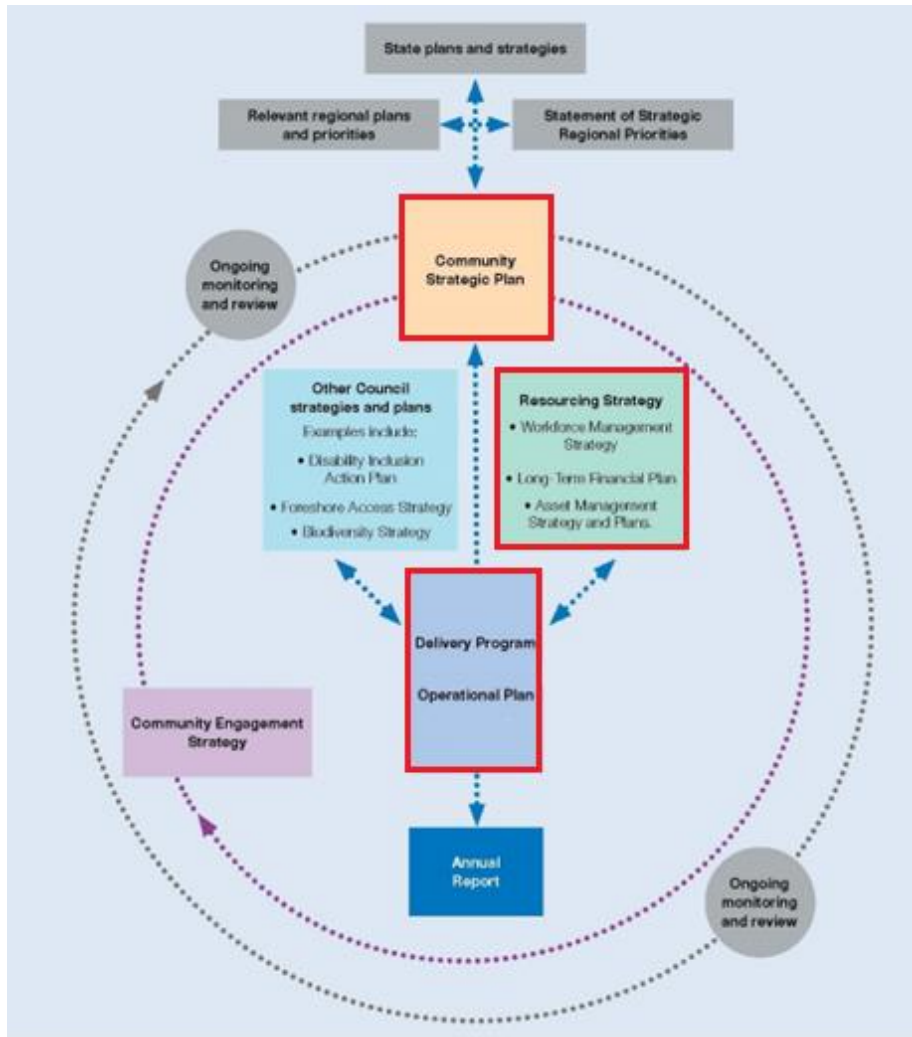 State plans and strategies
Relevant regional plans
and priorities
Statement of Strategic
Regional Priorities
Community
Strategic Plan
Ongoing
monitoring
and review
Other Council
strategies and plans
Examples include:
• Disability Inclusion
Action Plan
• Foreshore Access Strategy
• Biodiversity Strategy
Resourcing Strategy
• Workforce Management
Strategy
• Long-Term Financial Plan
• Asset Management
Strategy and Plans.
Delivery Program
Operational Plan
Community Engagement
Strategy
Annual
Report
Ongoing
monitoring
and review